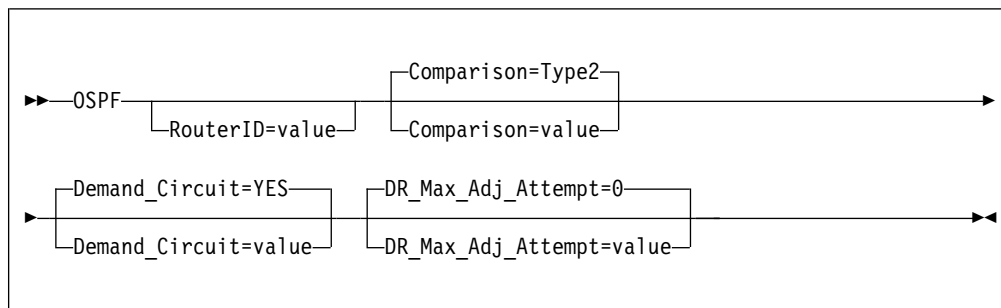 Comparison=Type2
OSPF
RouterID=value
Comparison=value
Demand_Circuit=YES
DR_Max_Adj_Attempt=0
Demand_Circuit=value
DR_Max_Adj_Attempt=value